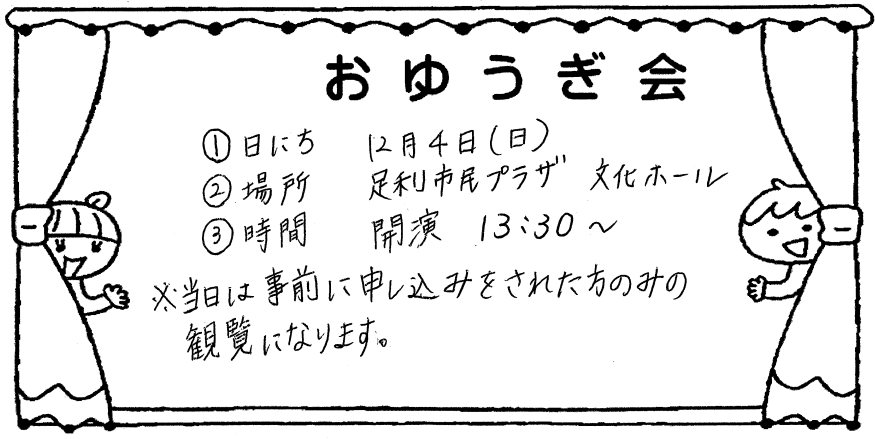 おゆうぎ会
①日にち 12月4日(日)
②場所 足利市民プラザ 文化ホール
③時間 開演 13:30～
※当日は事前に申し込みをされた方のみの
観覧になります。